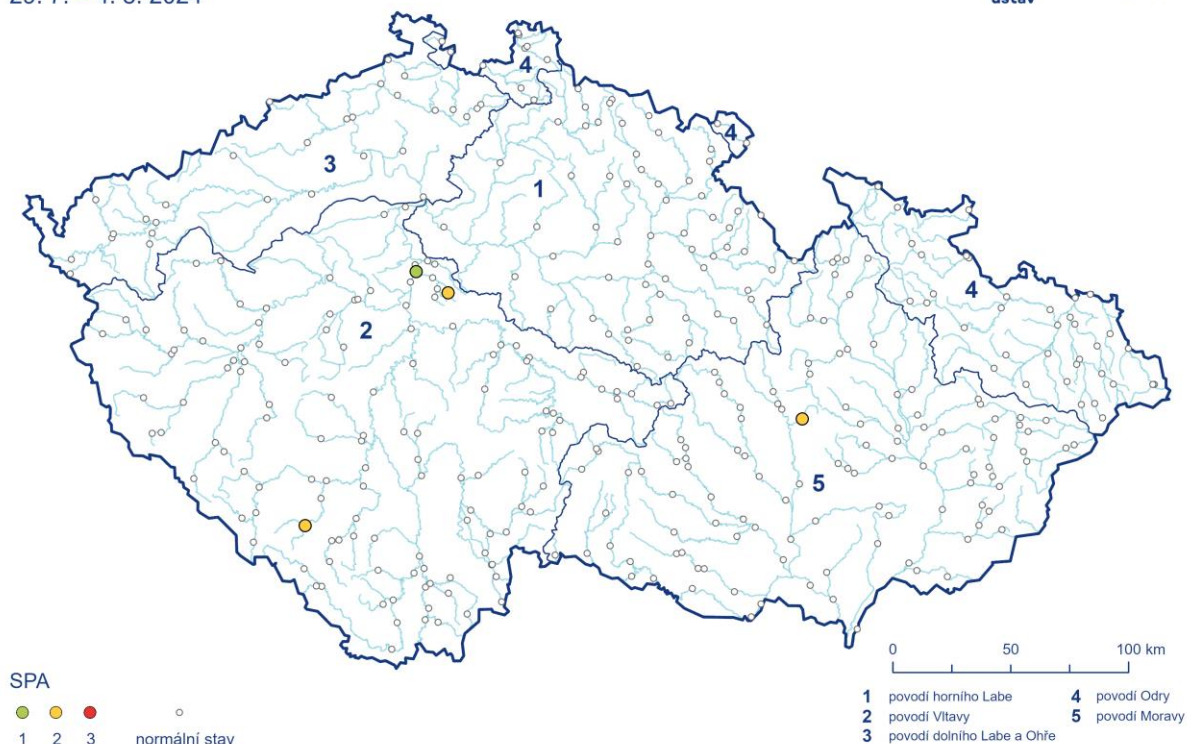 ústav
4
4
3
1
4
2
5
0 50 100 km
SPA
1 2 3 normální stav
1 povodí horního Labe
2 povodí Vltavy
3 povodí dolního Labe a Ohře
4 povodí Odry
5 povodí Moravy